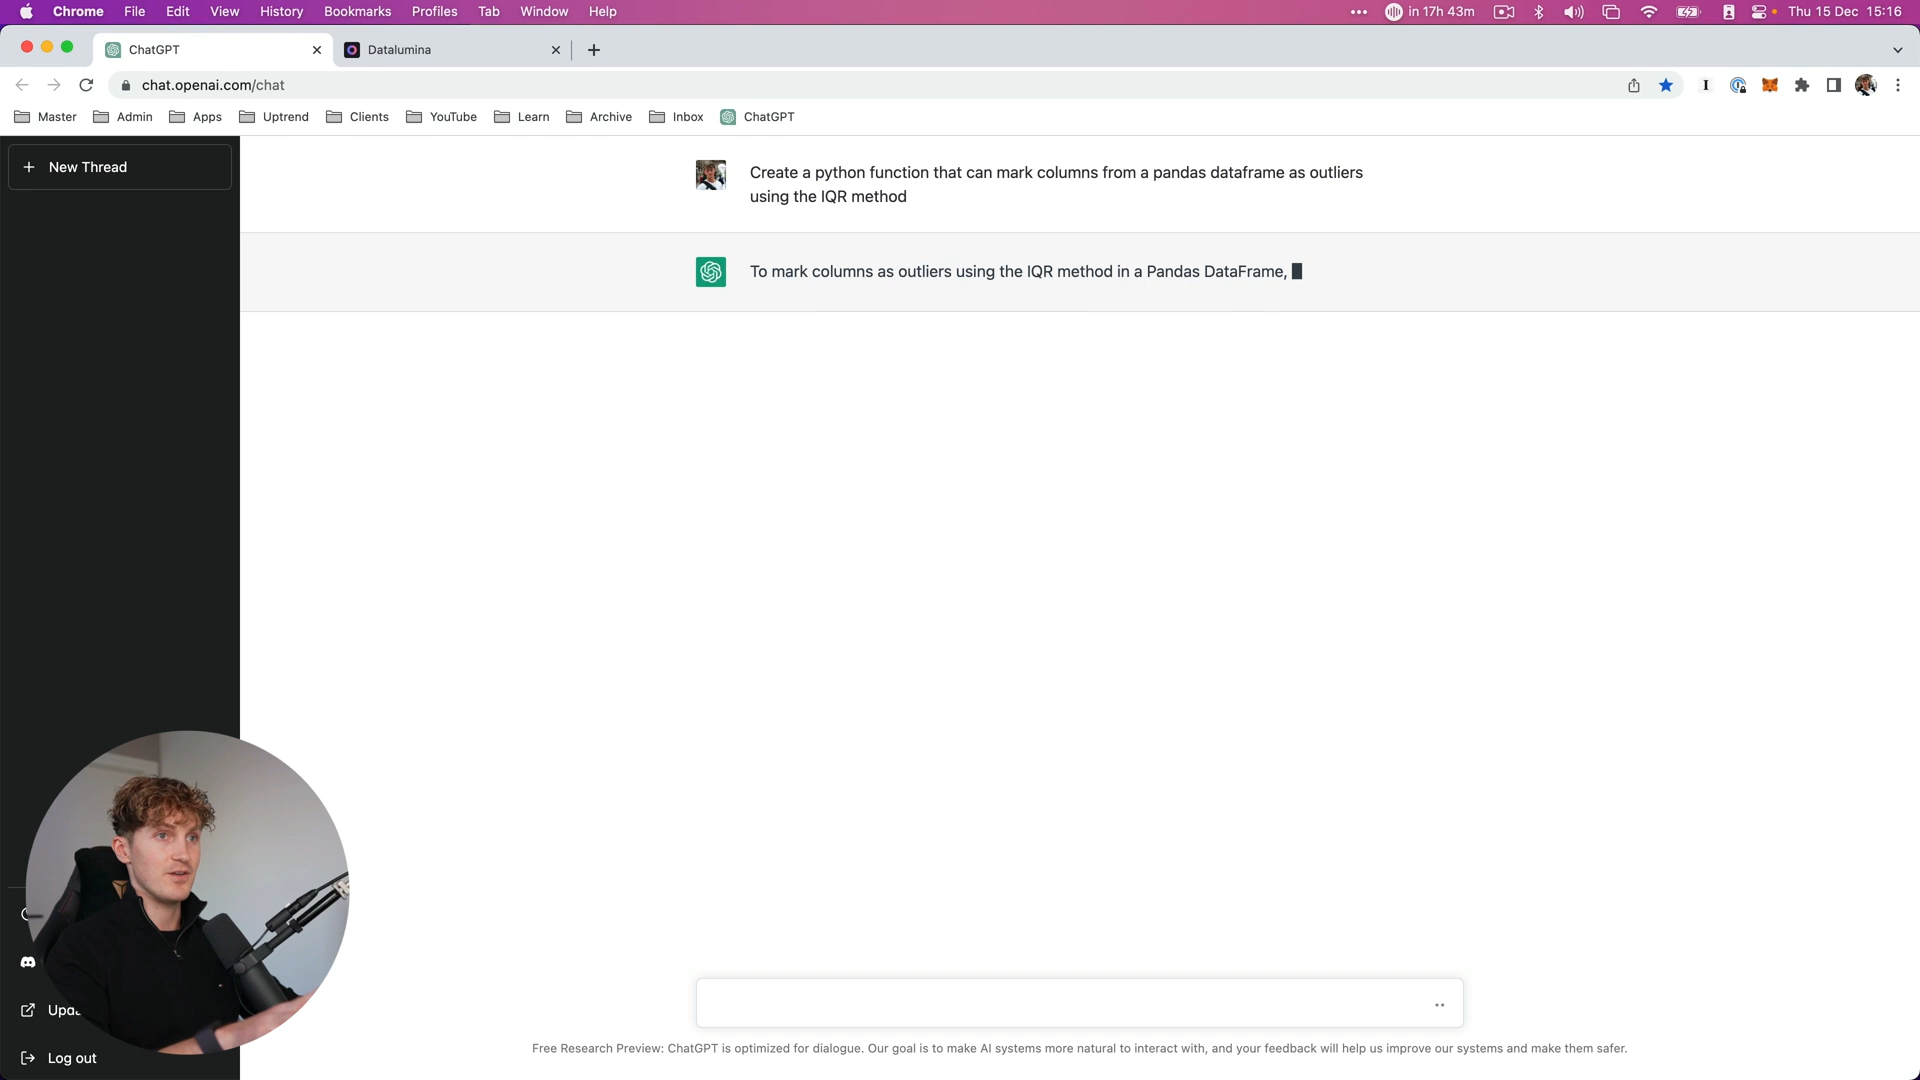 Chrome File Edit View History Bookmarks Profiles Tab Window Help
in 17h 43m
Thu 15 Dec 15:16
ChatGPT
Datalumina
chat.openai.com/chat
Master Admin Apps Uptrend Clients YouTube Learn Archive Inbox ChatGPT
New Thread
Create a python function that can mark columns from a pandas dataframe as outliers
using the IQR method
To mark columns as outliers using the IQR method in a Pandas DataFrame,
Log out
Free Research Preview: ChatGPT is optimized for dialogue. Our goal is to make AI systems more natural to interact with, and your feedback will help us improve our systems and make them safer.